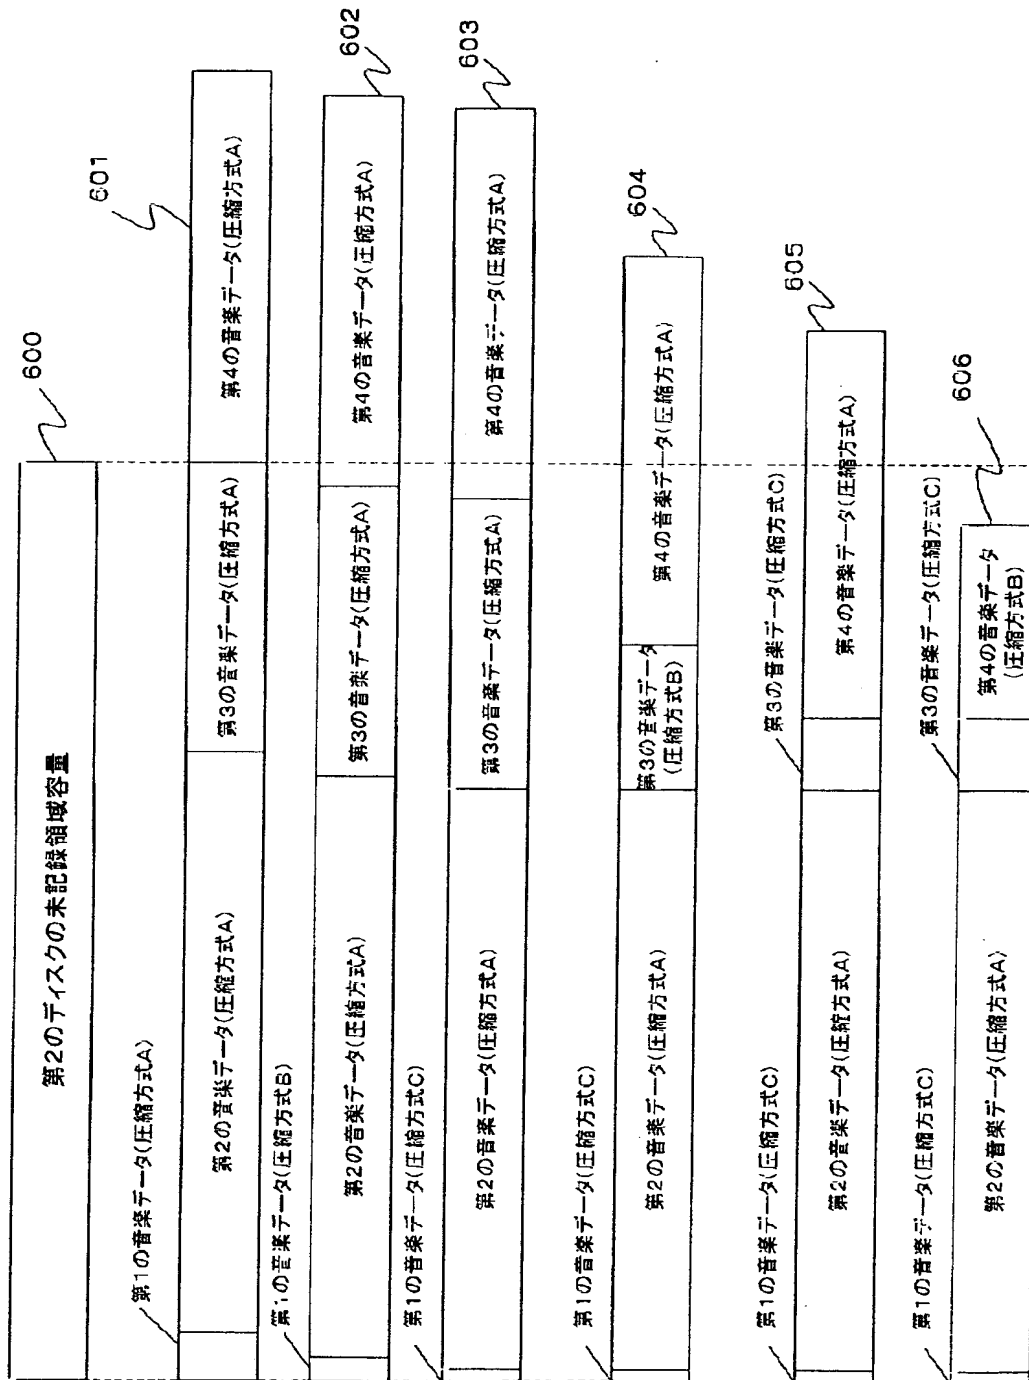 第2のディスクの未記録領域容量
600
第1の音楽データ(圧縮方式A)
第2の音楽データ(圧縮方式A)
第3の音楽データ(圧縮方式A)
第4の音楽データ(圧縮方式A)
601
第1の音楽データ(圧縮方式B)
第2の音楽データ(圧縮方式A)
第3の音楽データ(圧縮方式A)
第4の音楽データ(圧縮方式A)
602
第1の音楽データ(圧縮方式C)
第2の音楽データ(圧縮方式A)
第3の音楽データ(圧縮方式A)
第4の音楽データ(圧縮方式A)
603
第1の音楽データ(圧縮方式C)
第2の音楽データ(圧縮方式A)
第3の音楽データ
(圧縮方式B)
第4の音楽データ(圧縮方式A)
604
第1の音楽データ(圧縮方式C)
第2の音楽データ(圧縮方式A)
第3の音楽データ(圧縮方式C)
第4の音楽データ(圧縮方式A)
605
第1の音楽データ(圧縮方式C)
第2の音楽データ(圧縮方式A)
第3の音楽データ(圧縮方式C)
第4の音楽データ
(圧縮方式B)
606